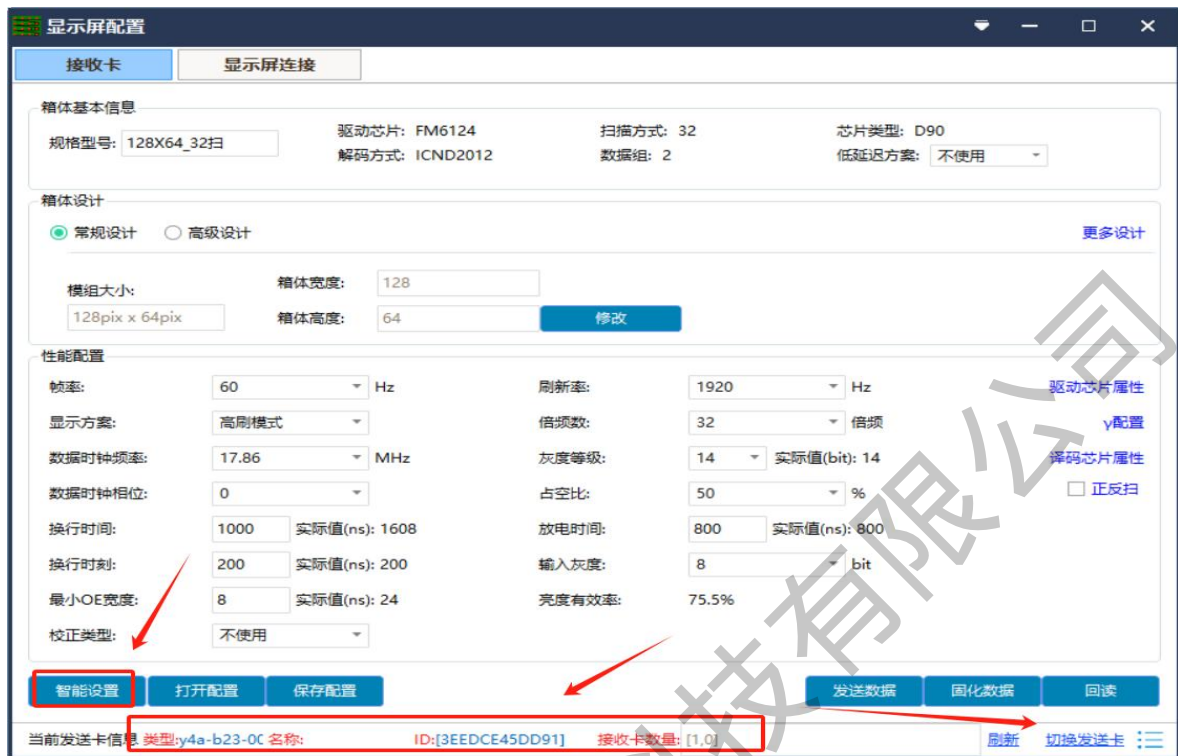 显示屏配置
接收卡 显示屏连接
箱体基本信息
规格型号: 128X64_32扫 驱动芯片: FM6124 扫描方式: 32 芯片类型: D90
解码方式: ICND2012 数据组: 2 低延迟方案: 不使用
箱体设计
常规设计 高级设计 更多设计
模组大小: 箱体宽度: 128
128pix x 64pix 箱体高度: 64 修改
性能配置
帧率: 60 Hz 刷新率: 1920 Hz 驱动芯片属性
显示方案: 高刷模式 倍频数: 32 倍频 γ配置
数据时钟频率: 17.86 MHz 灰度等级: 14 实际值(bit): 14 译码芯片属性
数据时钟相位: 0 占空比: 50 % 正反扫
换行时间: 1000 实际值(ns): 1608 放电时间: 800 实际值(ns): 800
换行时刻: 200 实际值(ns): 200 输入灰度: 8 bit
最小OE宽度: 8 实际值(ns): 24 亮度有效率: 75.5%
校正类型: 不使用
智能设置 打开配置 保存配置 发送数据 固化数据 回读
当前发送卡信息 类型:y4a-b23-00 名称: ID:[3EEDCE45DD91] 接收卡数量: [1,0] 刷新 切换发送卡
科技有限公司